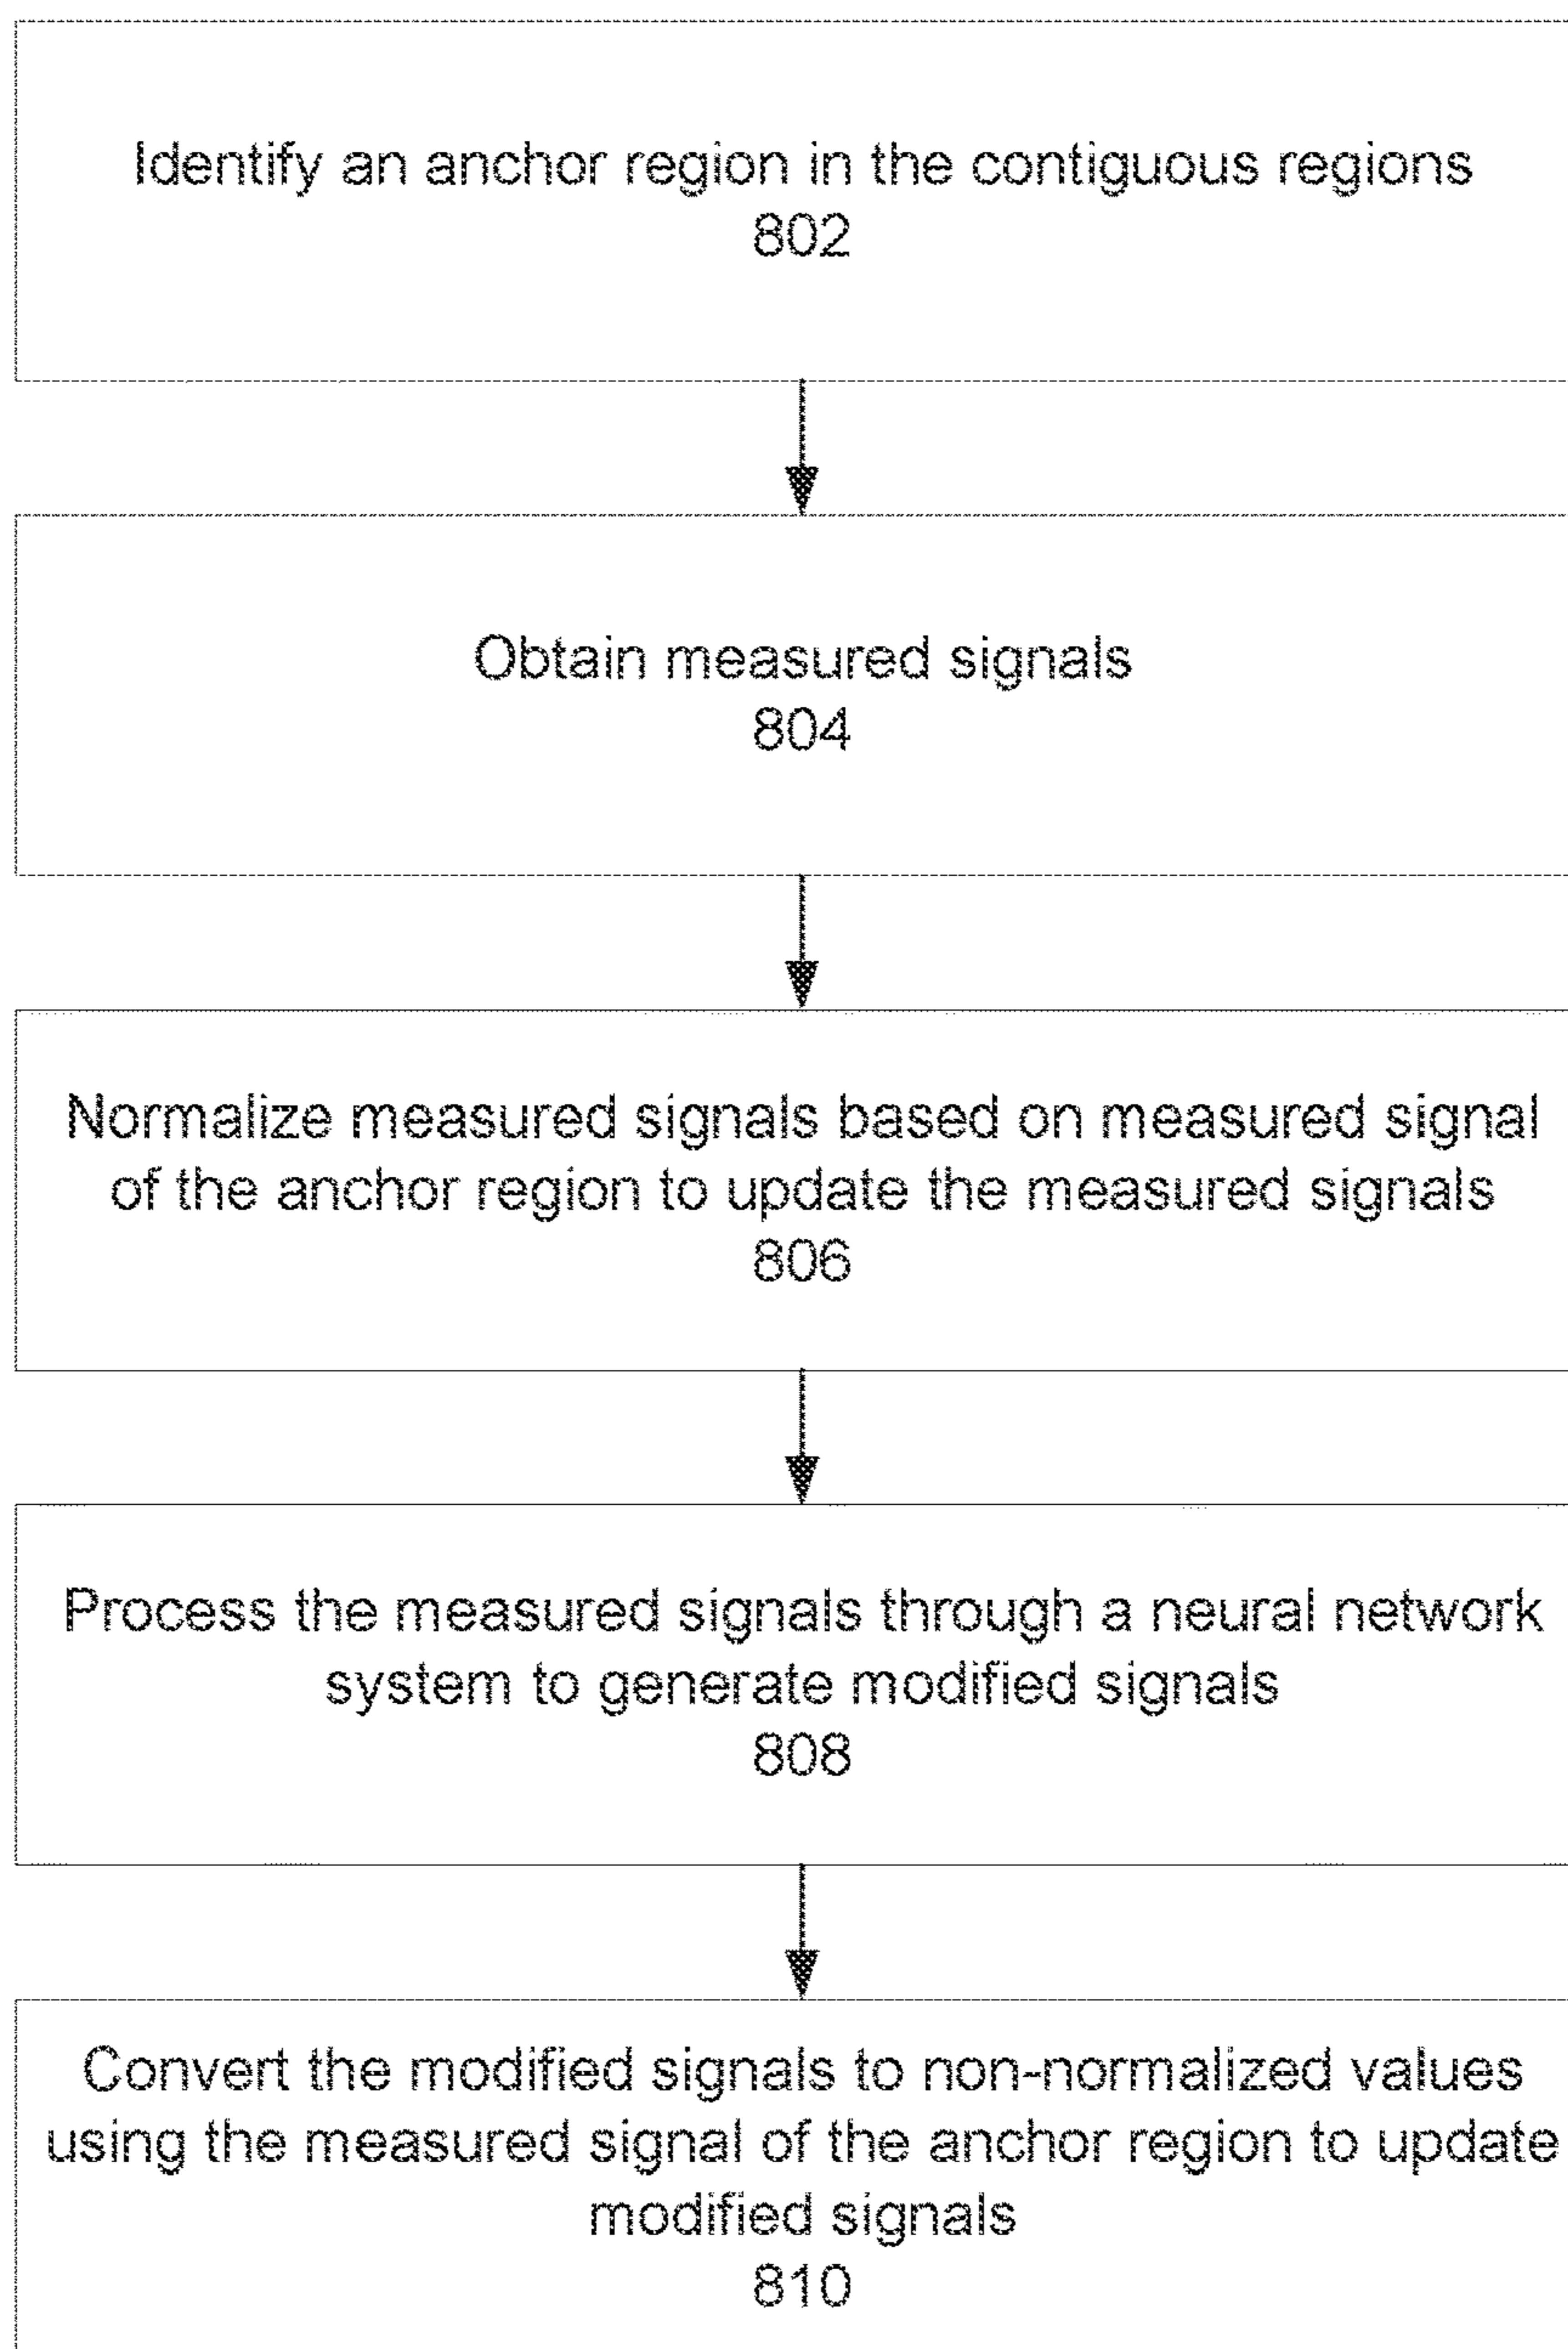 Identify an anchor region in the contiguous regions
802
Obtain measured signals
804
Normalize measured signals based on measured signal
of the anchor region to update the measured signals
806
Process the measured signals through a neural network
system to generate modified signals
808
Convert the modified signals to non-normalized values
using the measured signal of the anchor region to update
modified signals
810